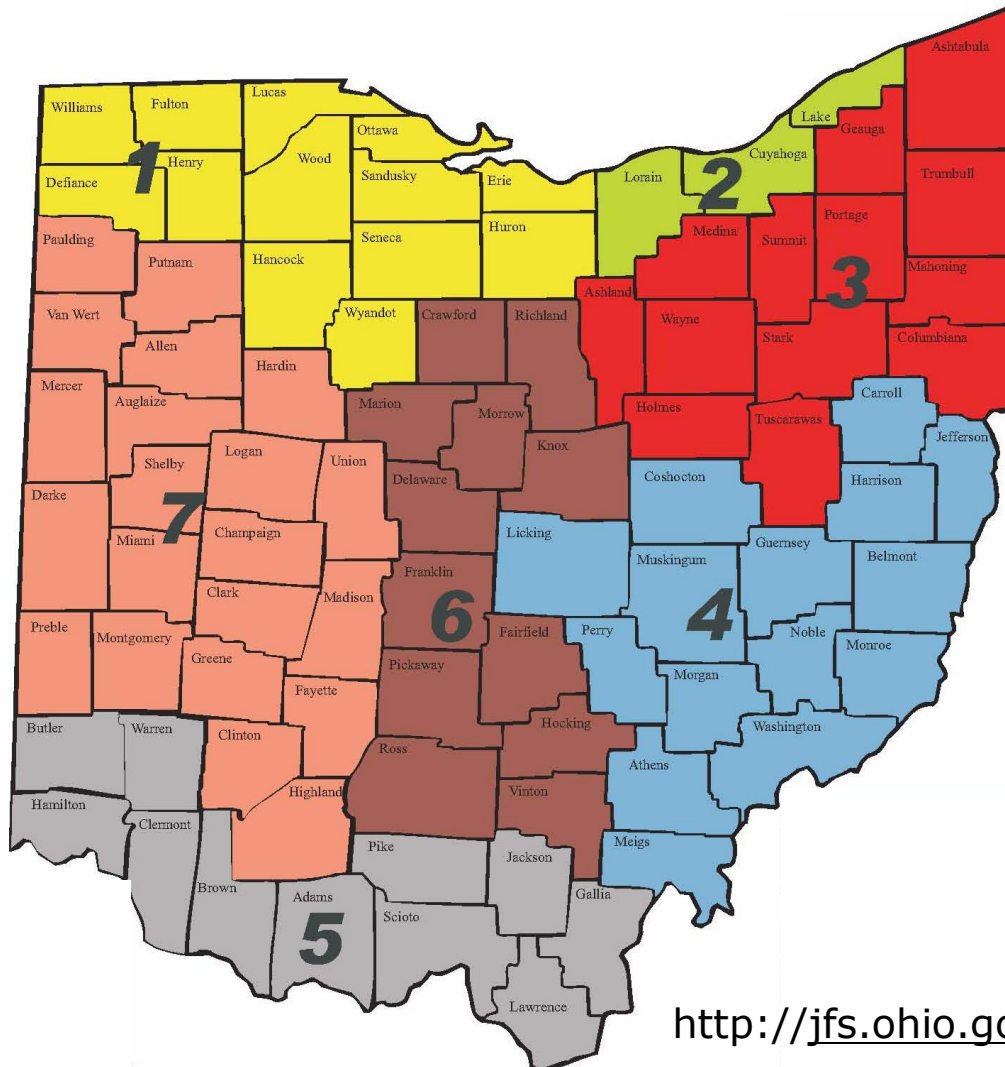 Ashtabula
Lucas
Williams
Fulton
Lake
Geauga
Ottawa
Wood
Cuyahoga
1
Henry
2
Sandusky
Erie
Lorain
Trumbull
Defiance
Portage
Huron
Medina
Paulding
Seneca
Summit
Putnam
Hancock
Mahoning
3
Ashland
Van Wert
Wyandot
Crawford
Richland
Wayne
Stark
Columbiana
Allen
Hardin
Mercer
Carroll
Auglaize
Marion
Morrow
Holmes
Tuscarawas
Jefferson
Knox
Logan
Union
Shelby
Delaware
Coshocton
Harrison
Darke
7
Champaign
Licking
Miami
Guernsey
Muskingum
Belmont
Franklin
Clark
Madison
6
4
Preble
Montgomery
Fairfield
Perry
Noble
Monroe
Greene
Pickaway
Morgan
Fayette
Hocking
Butler
Warren
Clinton
Washington
Ross
Athens
Highland
Vinton
Hamilton
Clermont
Meigs
Pike
Jackson
Brown
Adams
Gallia
Scioto
5
Lawrence
http://jfs.ohio.go